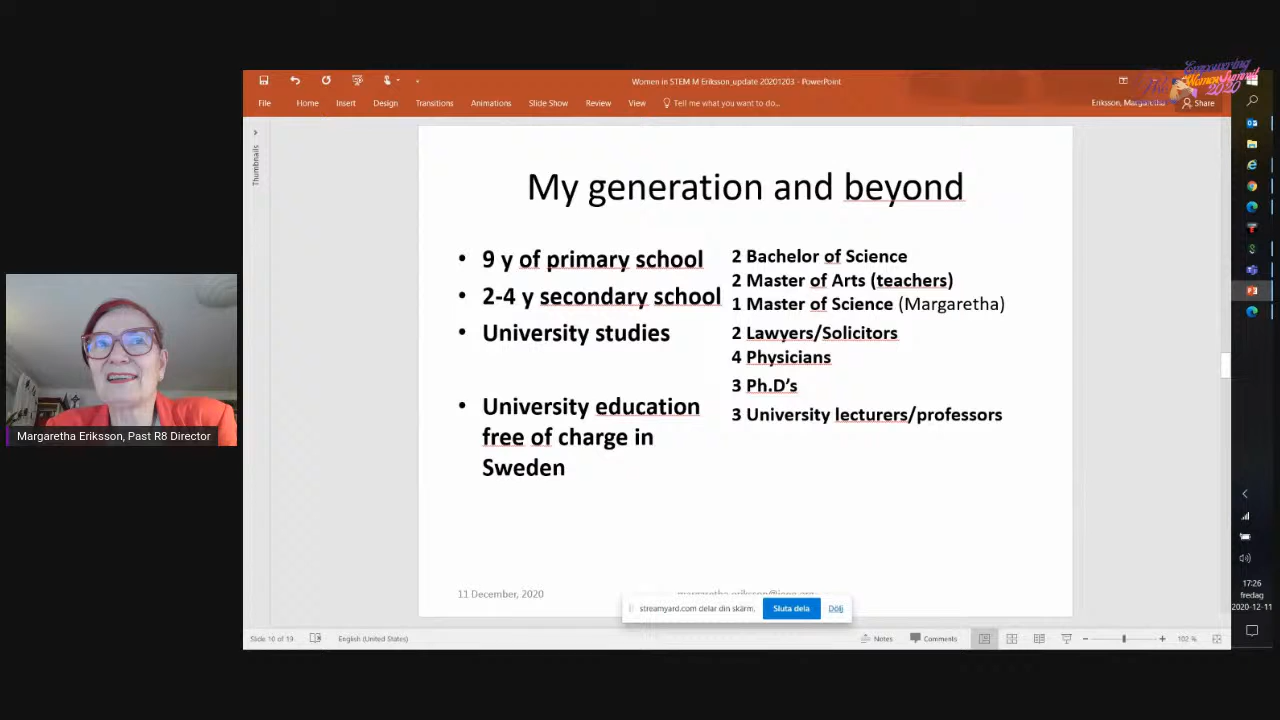 Empowering
Women Summit
2020
Women in STEM M Eriksson_update 20201203 - PowerPoint
File Home Insert Design Transitions Animations Slide Show Review View Tell me what you want to do...
Eriksson, Margaretha Share
Thumbnails
My generation and beyond
• 9 y of primary school
• 2-4 y secondary school
• University studies
• University education
free of charge in
Sweden
2 Bachelor of Science
2 Master of Arts (teachers)
1 Master of Science (Margaretha)
2 Lawyers/Solicitors
4 Physicians
3 Ph.D's
3 University lecturers/professors
Margaretha Eriksson, Past R8 Director
11 December, 2020
streamyard.com delar din skärm. Sluta dela Dölj
Slide 10 of 19 English (United States) Notes Comments 102 %
17:26
fredag
2020-12-11